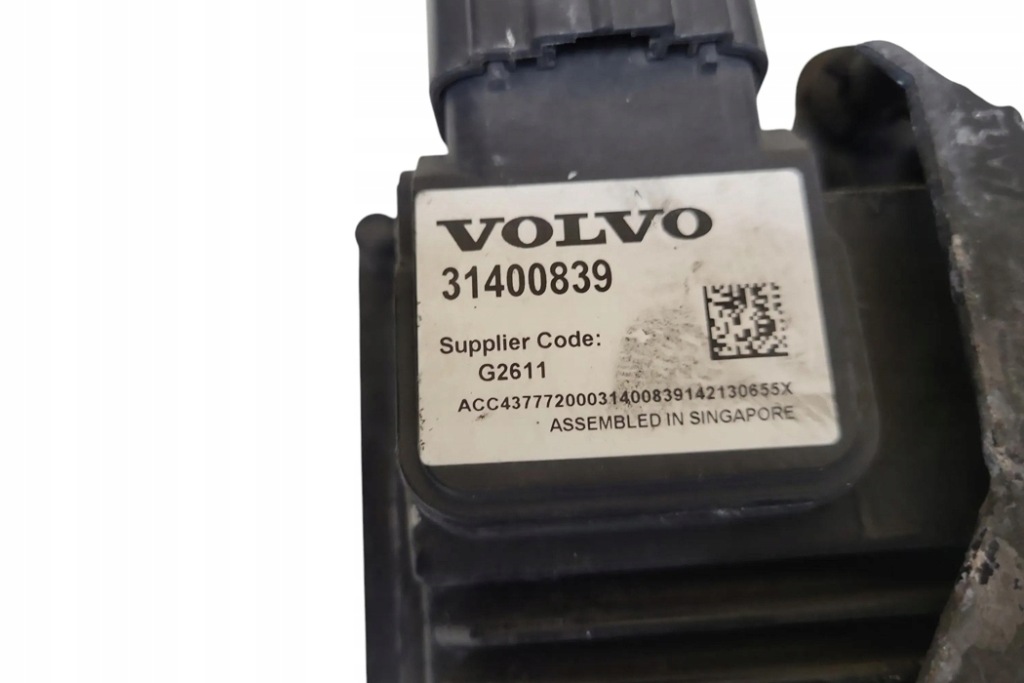 VOLVO
31400839
Supplier Code:
G2611
ACC43777200031400839142130655X
ASSEMBLED IN SINGAPORE